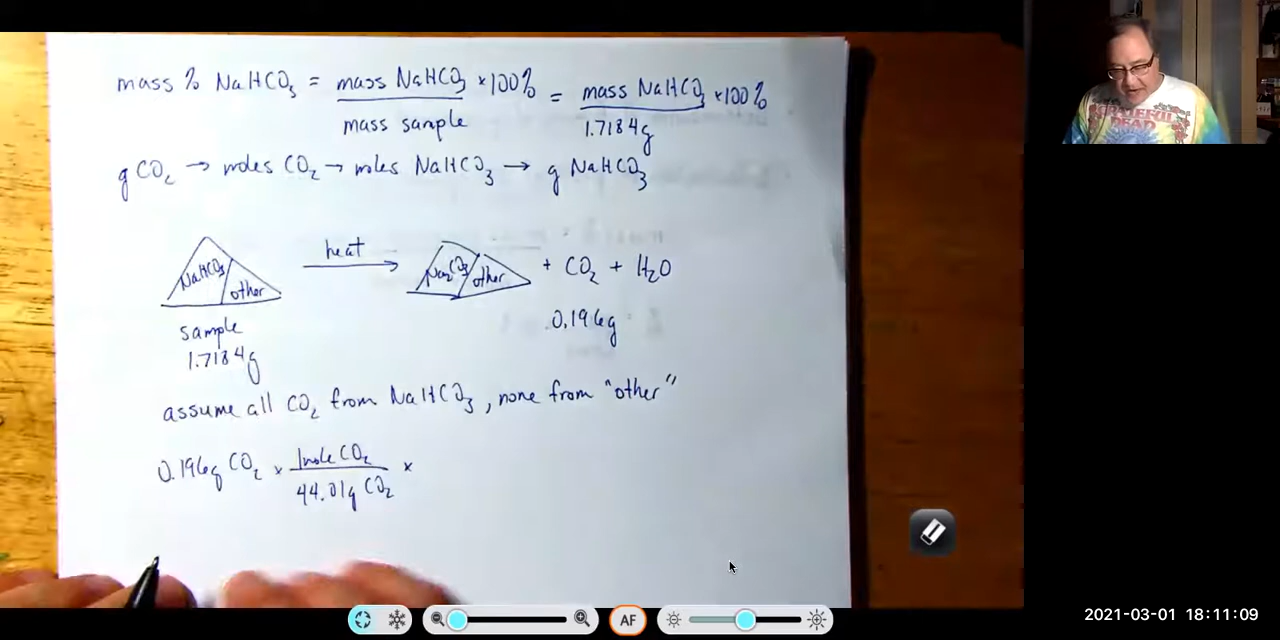 mass % NaHCO₃ = mass NaHCO₃ ×100% = mass NaHCO₃ ×100%
mass sample 1.7184g
g CO₂ → moles CO₂ → moles NaHCO₃ → g NaHCO₃
NaHCO₃ other heat → Na₂CO₃ other + CO₂ + H₂O
sample 0.196g
1.7184g
assume all CO₂ from NaHCO₃, none from "other"
0.196g CO₂ × 1mole CO₂ ×
44.01g CO₂
GRATEFUL
DEAD
AF
2021-03-01 18:11:09